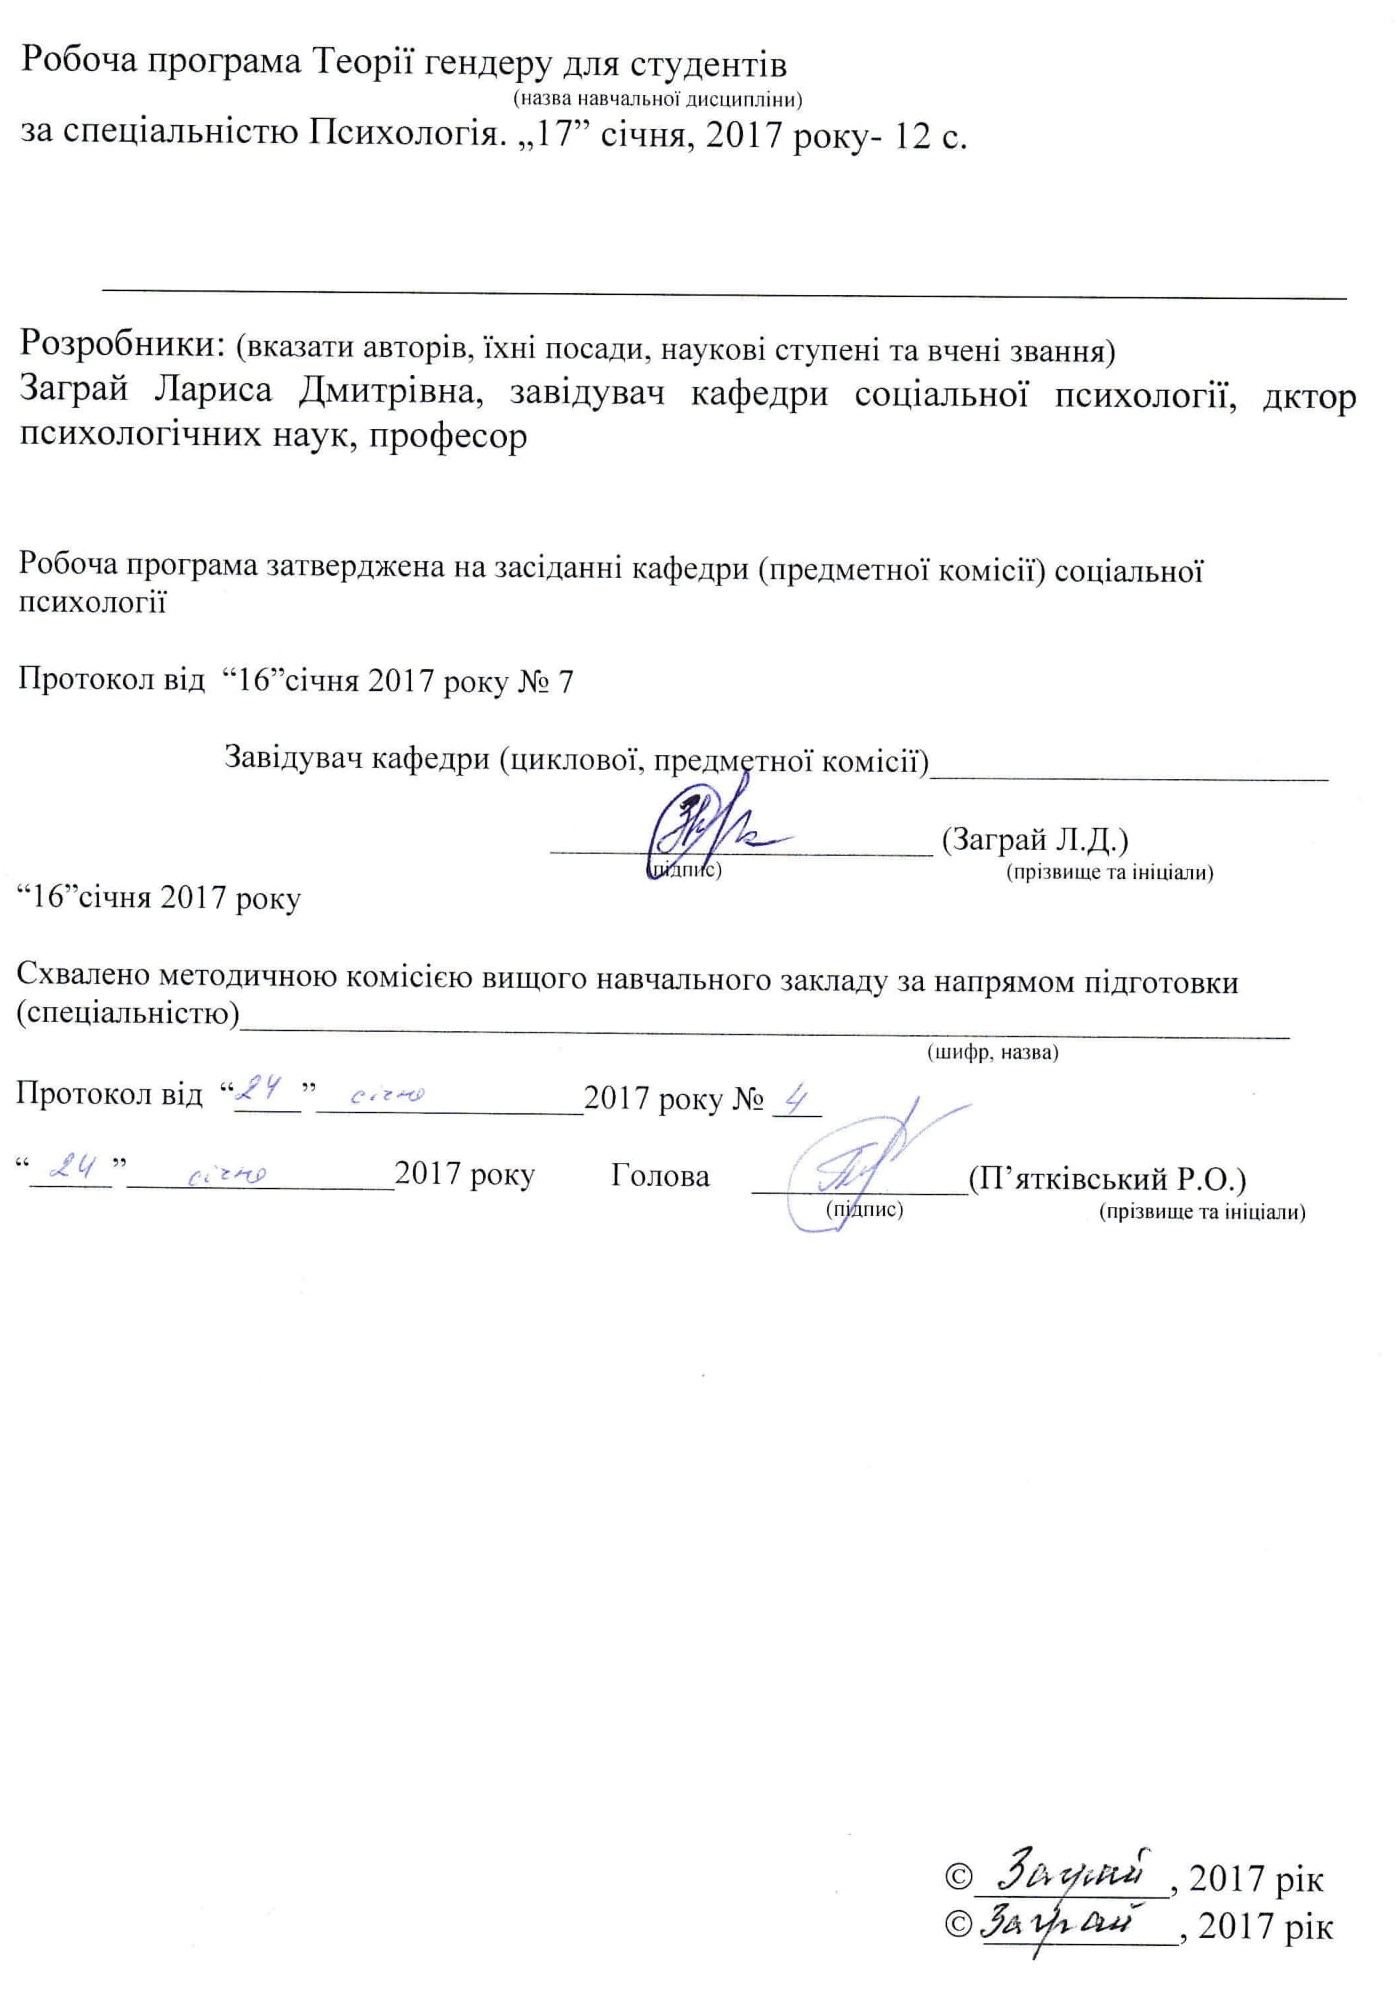 Робоча програма Теорії гендеру для студентів
(назва навчальної дисципліни)
за спеціальністю Психологія. „17” січня, 2017 року- 12 с.
Розробники: (вказати авторів, їхні посади, наукові ступені та вчені звання)
Заграй Лариса Дмитрівна, завідувач кафедри соціальної психології, дктор
психологічних наук, професор
Робоча програма затверджена на засіданні кафедри (предметної комісії) соціальної
психології
Протокол від “16”січня 2017 року № 7
Завідувач кафедри (циклової, предметної комісії)________________________
_______________________ (Заграй Л.Д.)
(підпис) (прізвище та ініціали)
“16”січня 2017 року
Схвалено методичною комісією вищого навчального закладу за напрямом підготовки
(спеціальністю)_______________________________________________________________
(шифр, назва)
Протокол від “24” січня 2017 року № 4
“24” січня 2017 року Голова _____________(П’ятківський Р.О.)
(підпис) (прізвище та ініціали)
© Заграй, 2017 рік
© Заграй, 2017 рік